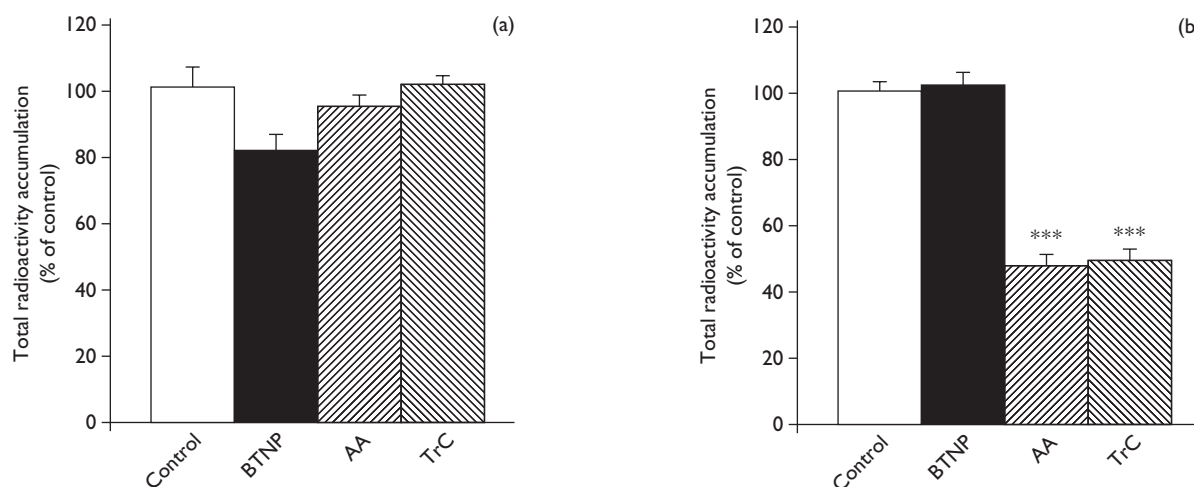 (a)
Total radioactivity accumulation
(% of control)
120
100
80
60
40
20
0
Control
BTNP
AA
TrC
(b
Total radioactivity accumulation
(% of control)
120
100
80
60
40
20
0
***
***
Control
BTNP
AA
TrC